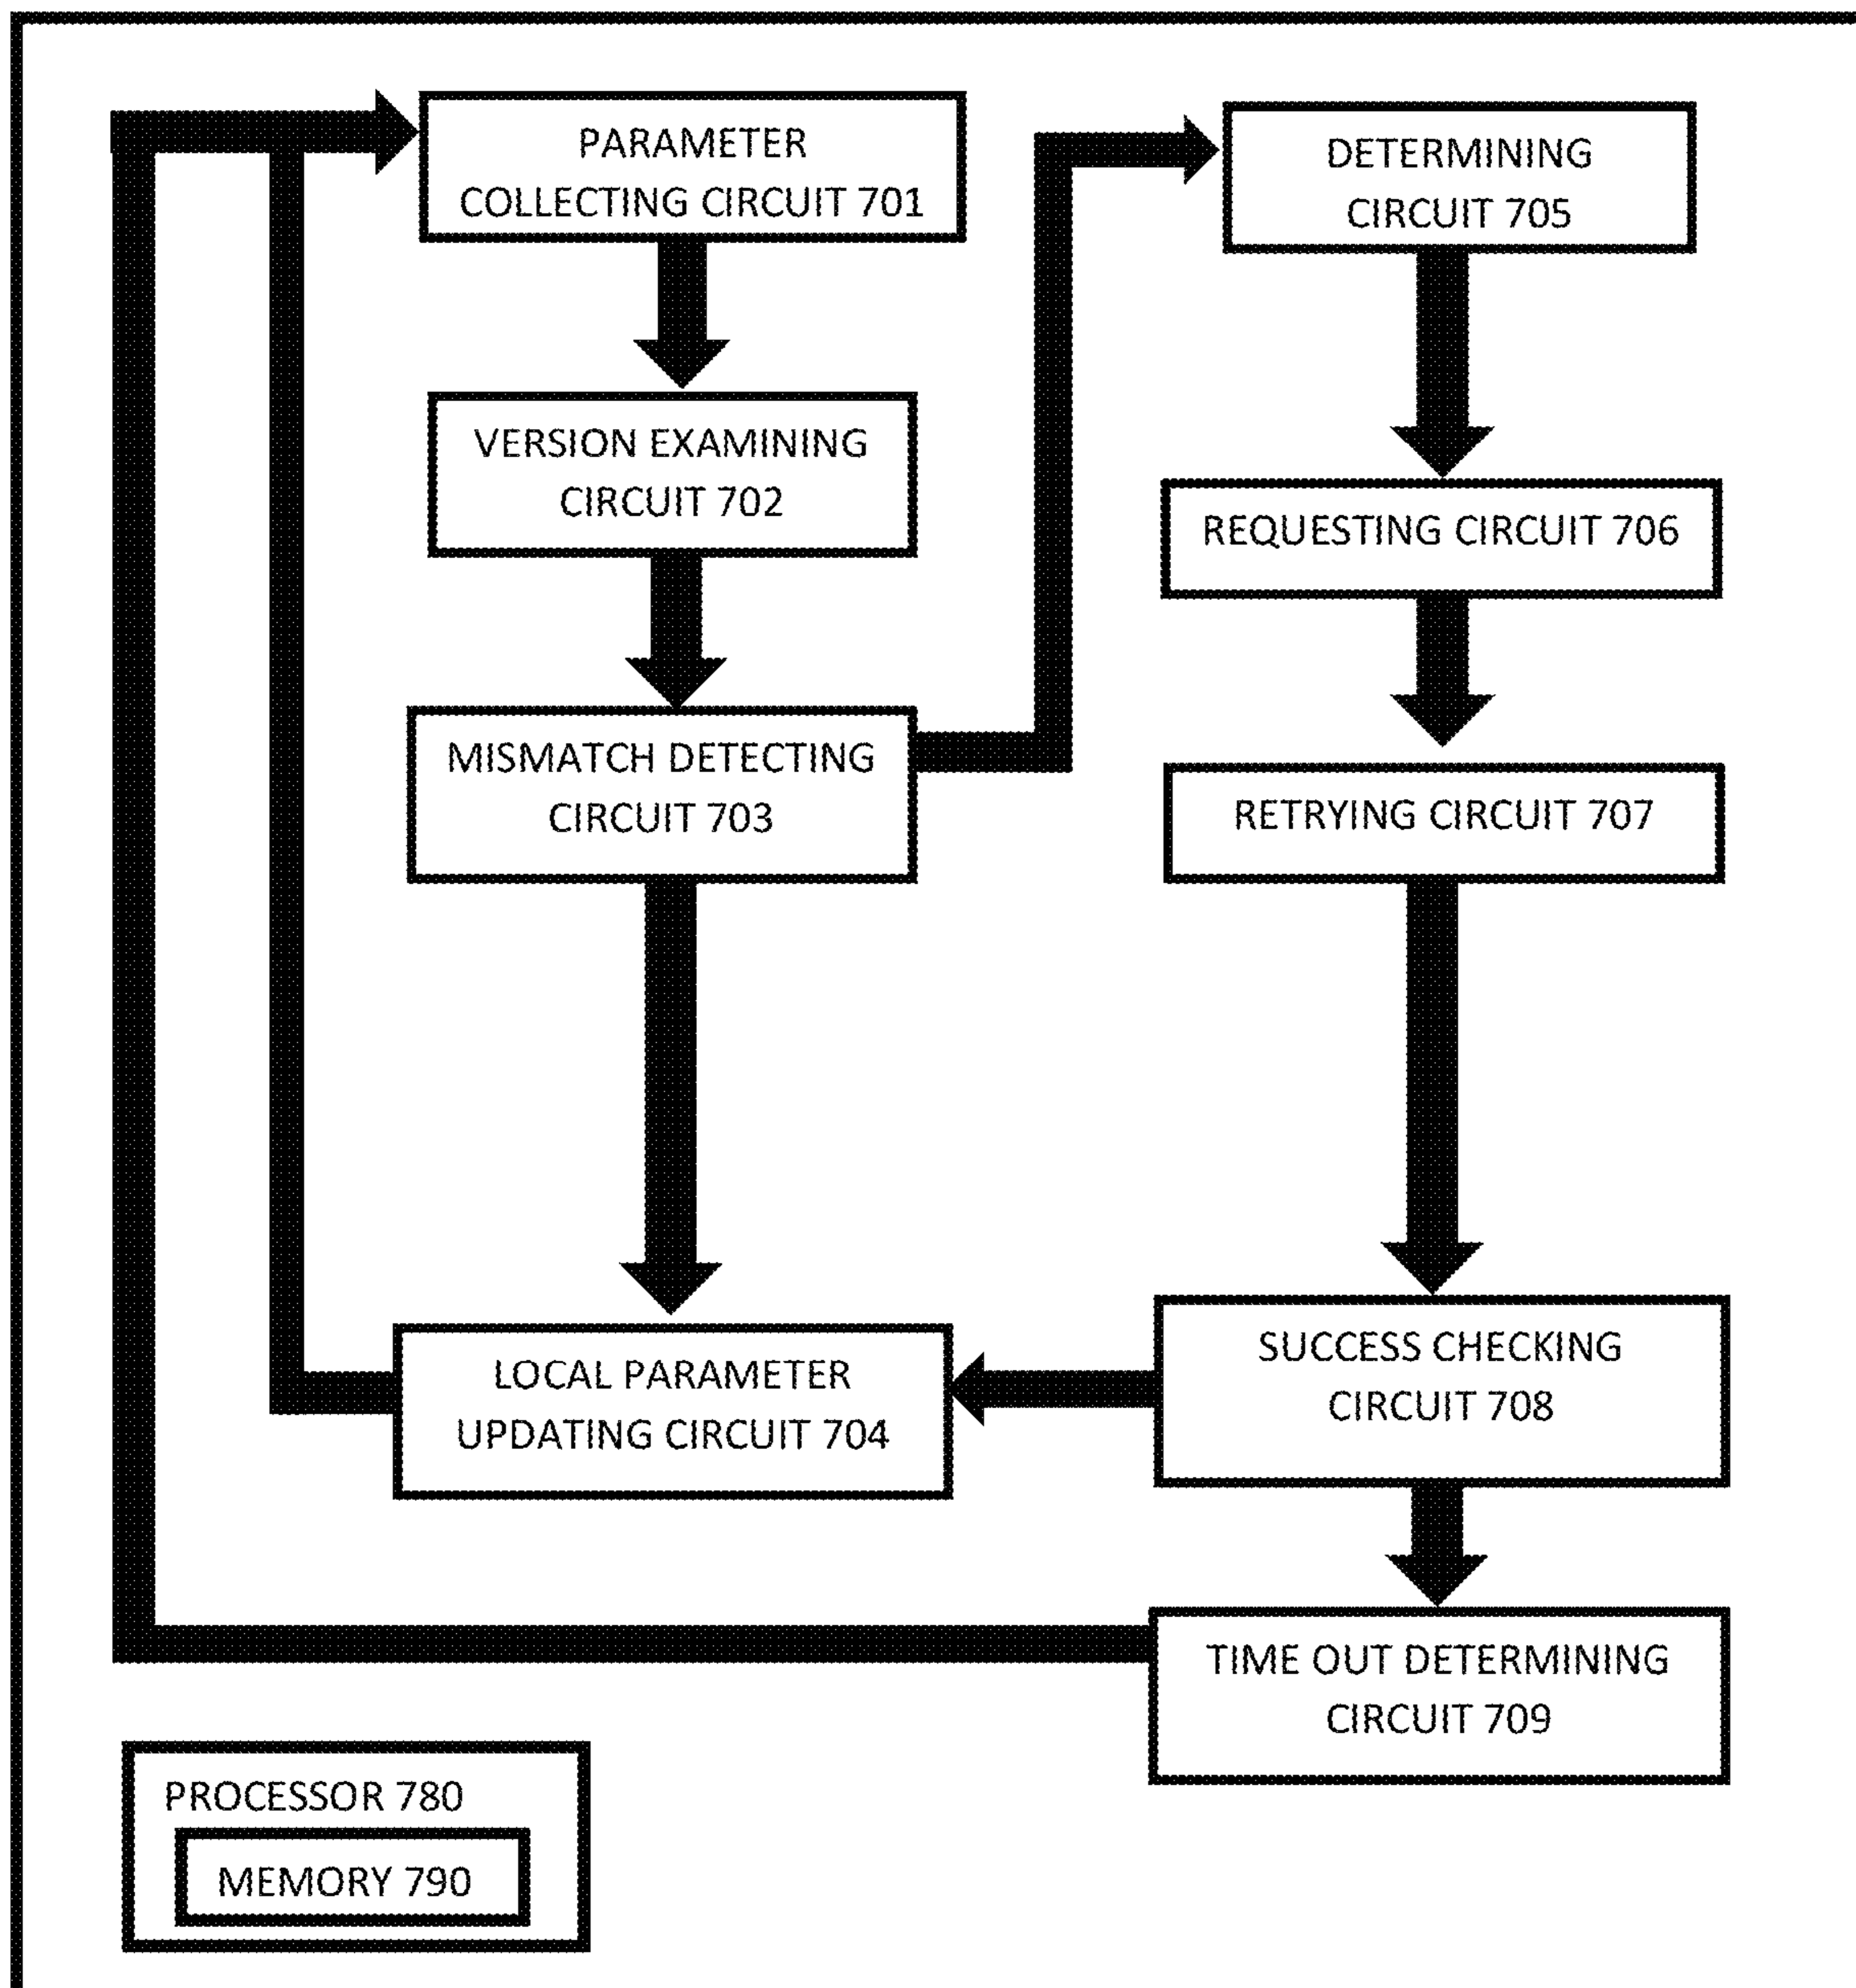 PARAMETER
COLLECTING CIRCUIT 701
VERSION EXAMINING
CIRCUIT 702
MISMATCH DETECTING
CIRCUIT 703
LOCAL PARAMETER
UPDATING CIRCUIT 704
DETERMINING
CIRCUIT 705
REQUESTING CIRCUIT 706
RETRYING CIRCUIT 707
SUCCESS CHECKING
CIRCUIT 708
TIME OUT DETERMINING
CIRCUIT 709
PROCESSOR 780
MEMORY 790